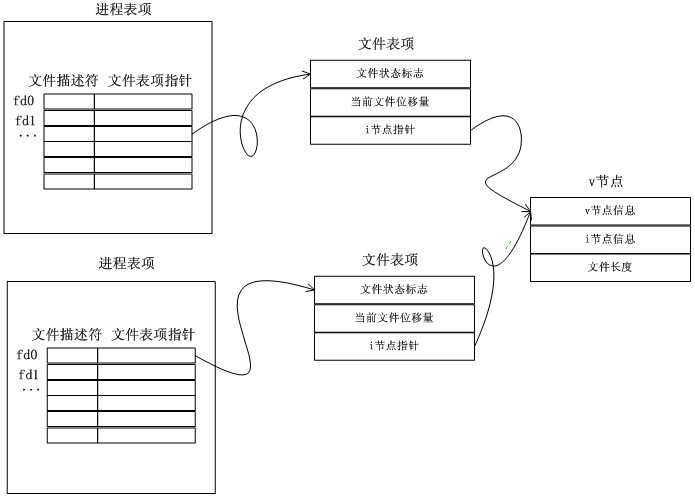 进程表项
文件描述符 文件表项指针
fd0
fd1
...
文件表项
文件状态标志
当前文件位移量
i节点指针
v节点
v节点信息
i节点信息
文件长度
进程表项
文件描述符 文件表项指针
fd0
fd1
...
文件表项
文件状态标志
当前文件位移量
i节点指针